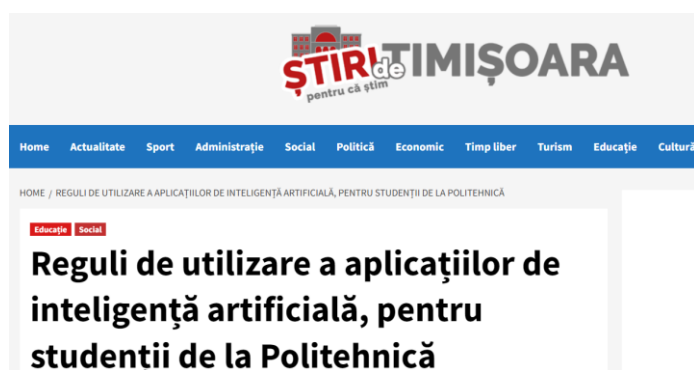 ȘTIRI de TIMIȘOARA
pentru că știm
Home Actualitate Sport Administrație Social Politică Economic Timp liber Turism Educație Cultură
HOME / REGULI DE UTILIZARE A APLICAȚIILOR DE INTELIGENȚĂ ARTIFICIALĂ, PENTRU STUDENȚII DE LA POLITEHNICĂ
Educație Social
Reguli de utilizare a aplicațiilor de
inteligență artificială, pentru
studenții de la Politehnică